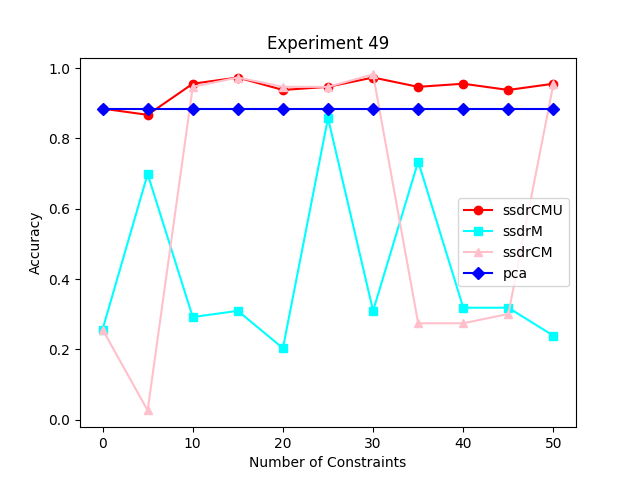 Experiment 49
Accuracy
1.0
0.8
0.6
0.4
0.2
0.0
ssdrCMU
ssdrM
ssdrCM
pca
0 10 20 30 40 50
Number of Constraints